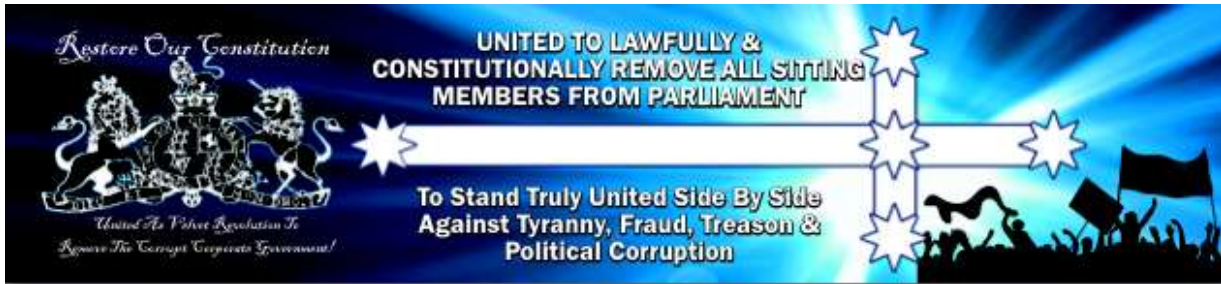 Restore Our Constitution
United As Velvet Revolution To
Remove The Corrupt Corporate Government!
UNITED TO LAWFULLY &
CONSTITUTIONALLY REMOVE ALL SITTING
MEMBERS FROM PARLIAMENT
To Stand Truly United Side By Side
Against Tyranny, Fraud, Treason &
Political Corruption